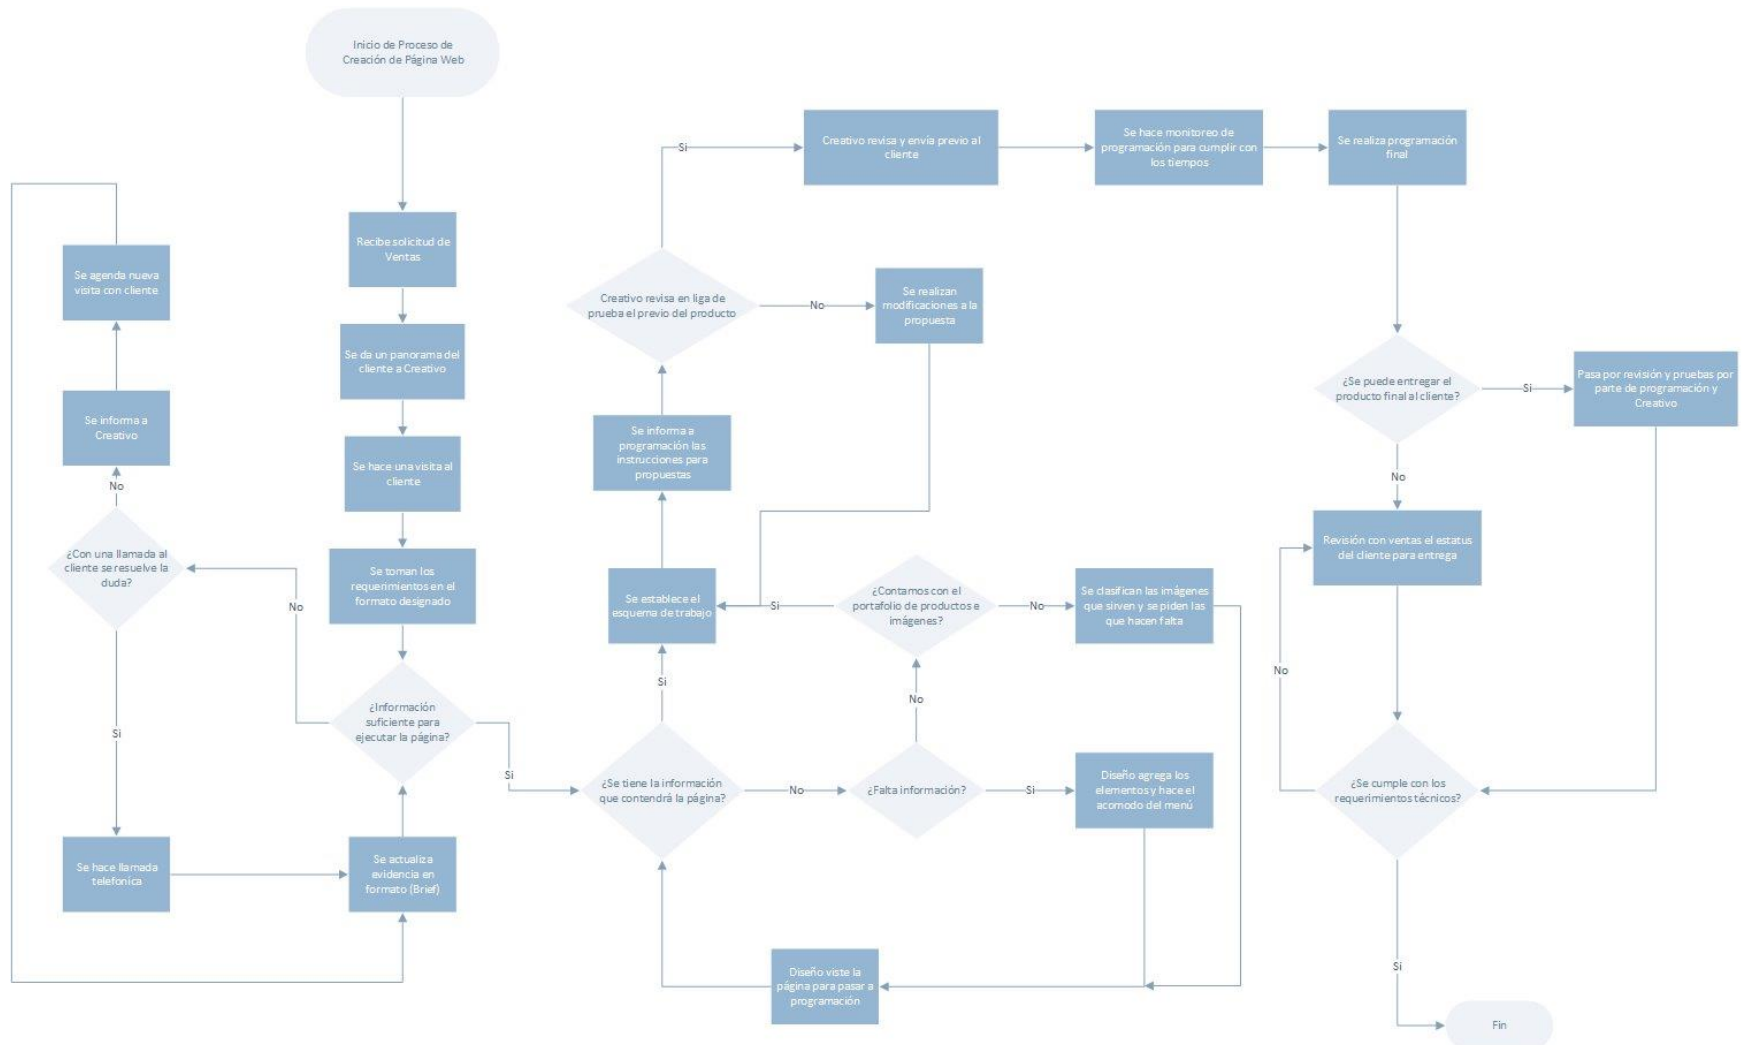 Inicio de Proceso de
Creación de Página Web
Recibe solicitud de
Ventas
Se da un panorama del
cliente a Creativo
Se hace una visita al
cliente
Se toman los
requerimientos en el
formato designado
¿Información
suficiente para
ejecutar la página?
No
Si
¿Con una llamada al
cliente se resuelve la
duda?
No
Se informa a
Creativo
Se agenda nueva
visita con cliente
Si
Se hace llamada
telefoníca
Se actualiza
evidencia en
formato (Brief)
¿Se tiene la información
que contendrá la página?
Si
No
¿Falta información?
No
Si
Diseño agrega los
elementos y hace el
acomodo del menú
¿Contamos con el
portafolio de productos e
imágenes?
Si
No
Se clasifican las imágenes
que sirven y se piden las
que hacen falta
Diseño viste la
página para pasar a
programación
Se establece el
esquema de trabajo
Se informa a
programación las
instrucciones para
propuestas
Creativo revisa en liga de
prueba el previo del producto
No
Se realizan
modificaciones a la
propuesta
Si
Creativo revisa y envía previo al
cliente
Se hace monitoreo de
programación para cumplir con
los tiempos
Se realiza programación
final
¿Se puede entregar el
producto final al cliente?
Si
Pasa por revisión y pruebas por
parte de programación y
Creativo
No
Revisión con ventas el estatus
del cliente para entrega
No
¿Se cumple con los
requerimientos técnicos?
Si
Fin